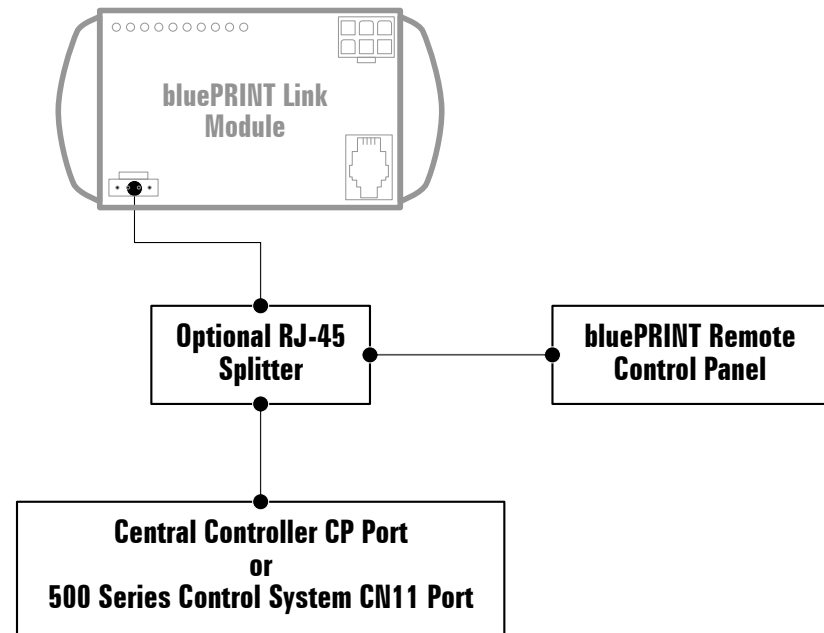 bluePRINT Link
Module
Optional RJ-45
Splitter
bluePRINT Remote
Control Panel
Central Controller CP Port
or
500 Series Control System CN11 Port